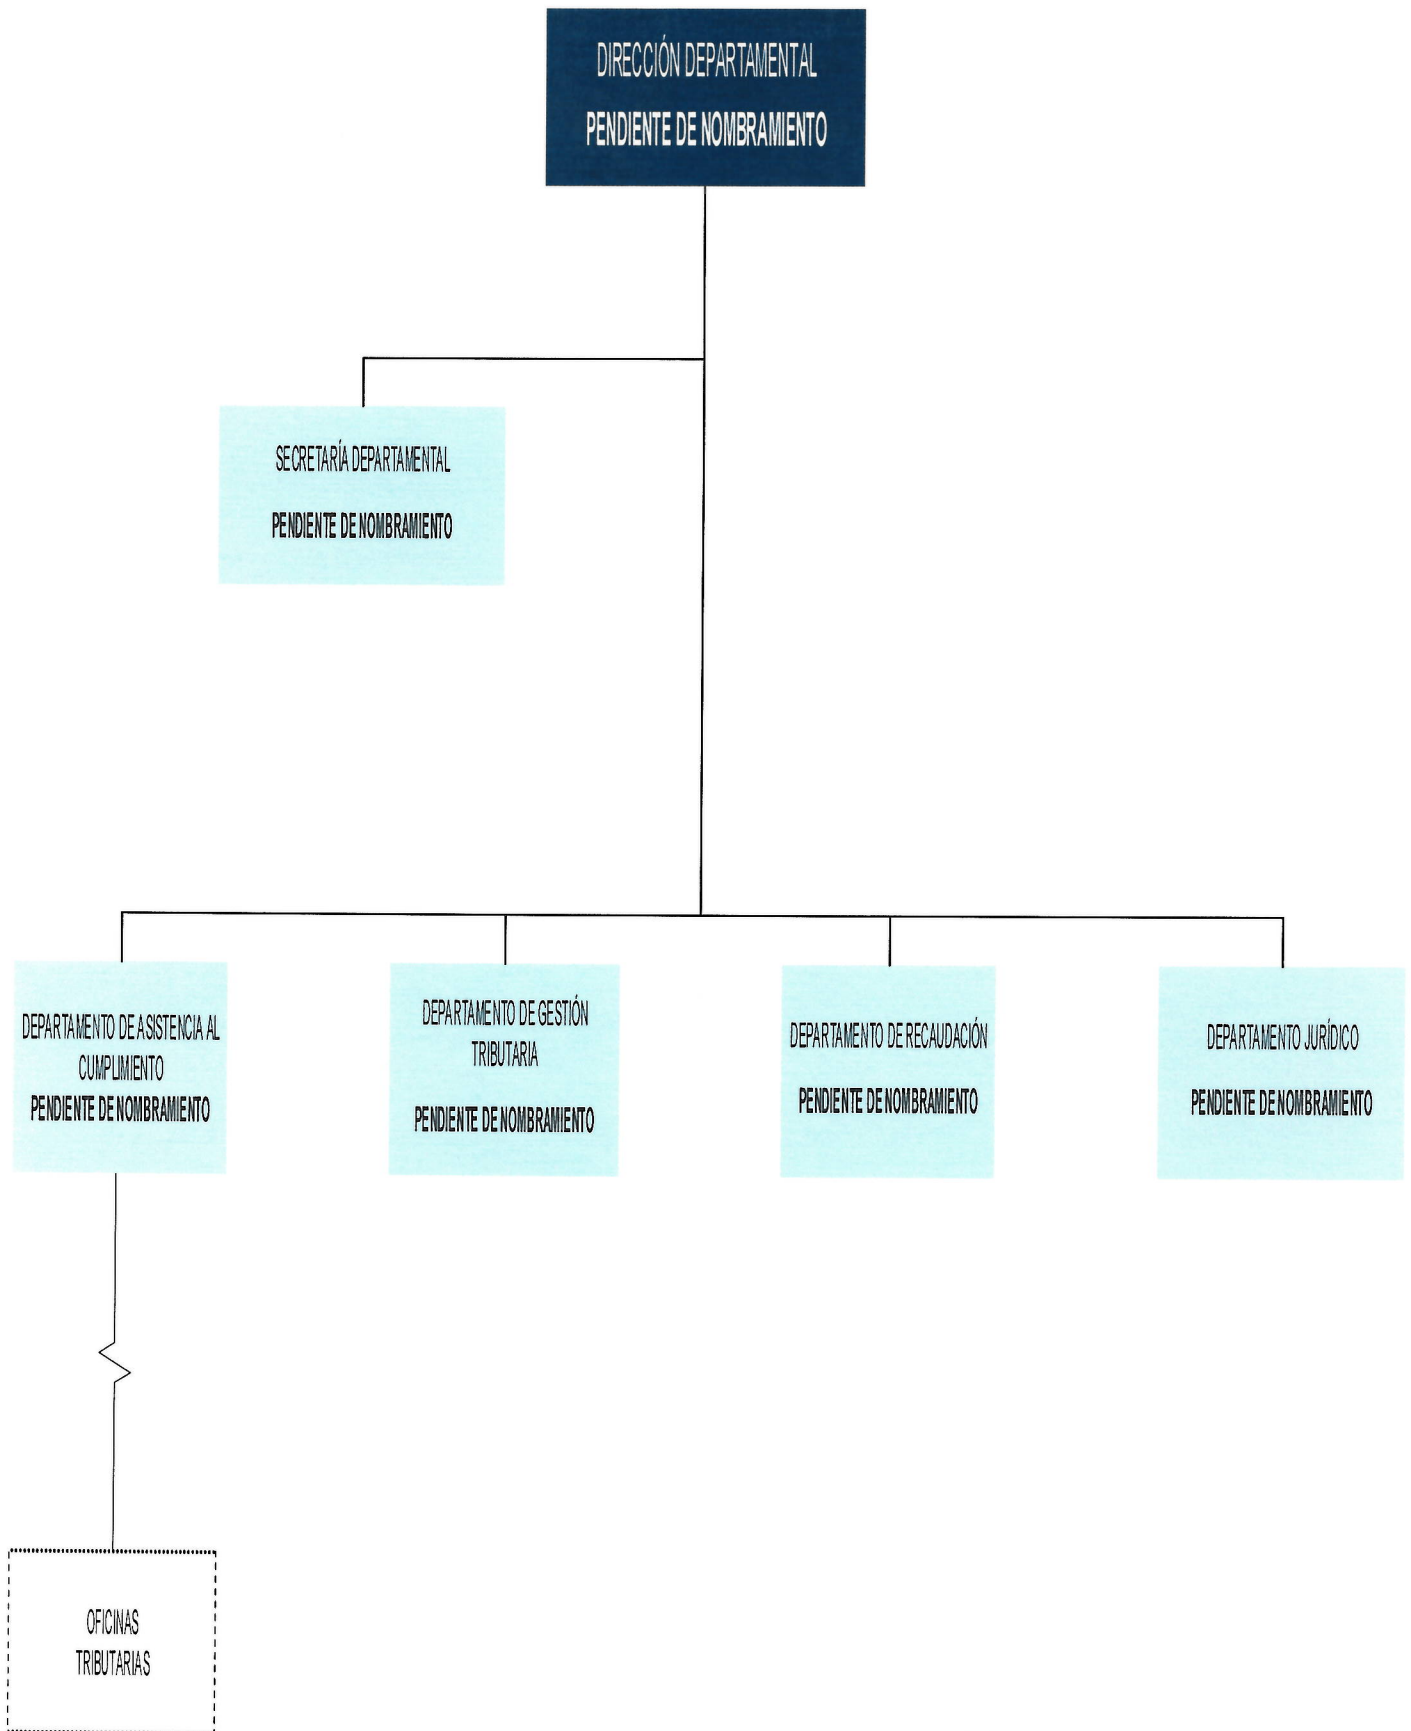 DIRECCIÓN DEPARTAMENTAL
PENDIENTE DE NOMBRAMIENTO
SECRETARÍA DEPARTAMENTAL
PENDIENTE DE NOMBRAMIENTO
DEPARTAMENTO DE ASISTENCIA AL
CUMPLIMIENTO
PENDIENTE DE NOMBRAMIENTO
DEPARTAMENTO DE GESTIÓN
TRIBUTARIA
PENDIENTE DE NOMBRAMIENTO
DEPARTAMENTO DE RECAUDACIÓN
PENDIENTE DE NOMBRAMIENTO
DEPARTAMENTO JURÍDICO
PENDIENTE DE NOMBRAMIENTO
OFICINAS
TRIBUTARIAS